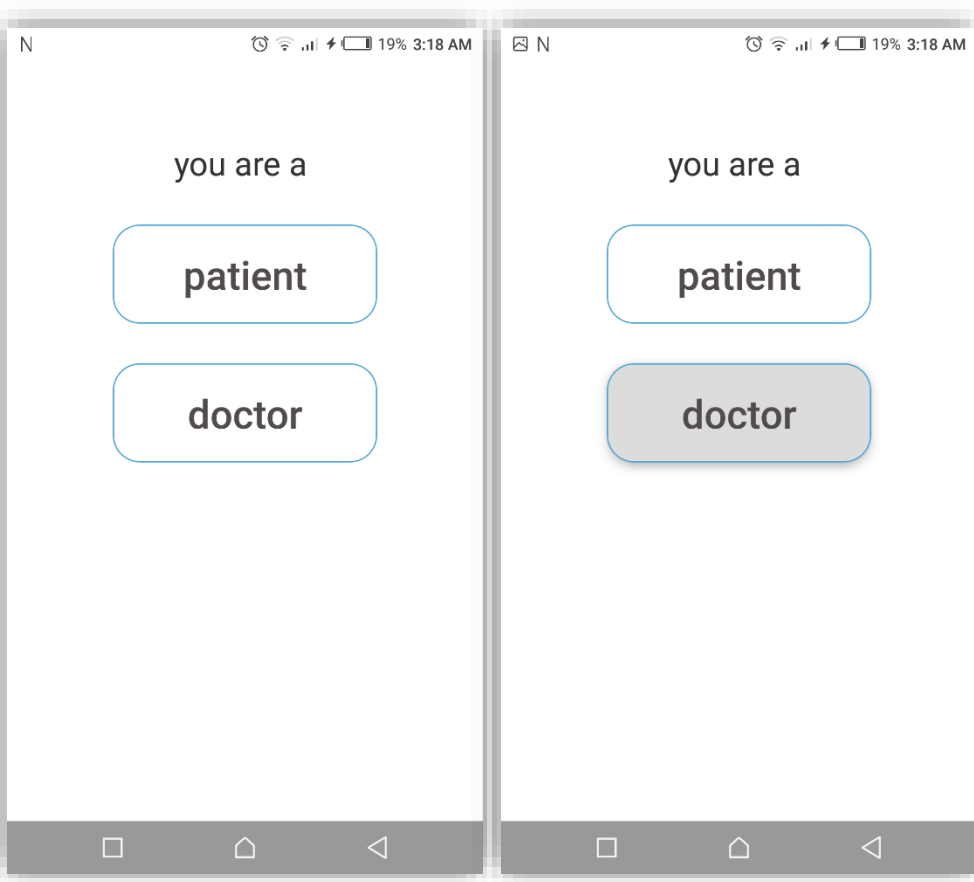 N 19% 3:18 AM
you are a
patient
doctor
N 19% 3:18 AM
you are a
patient
doctor